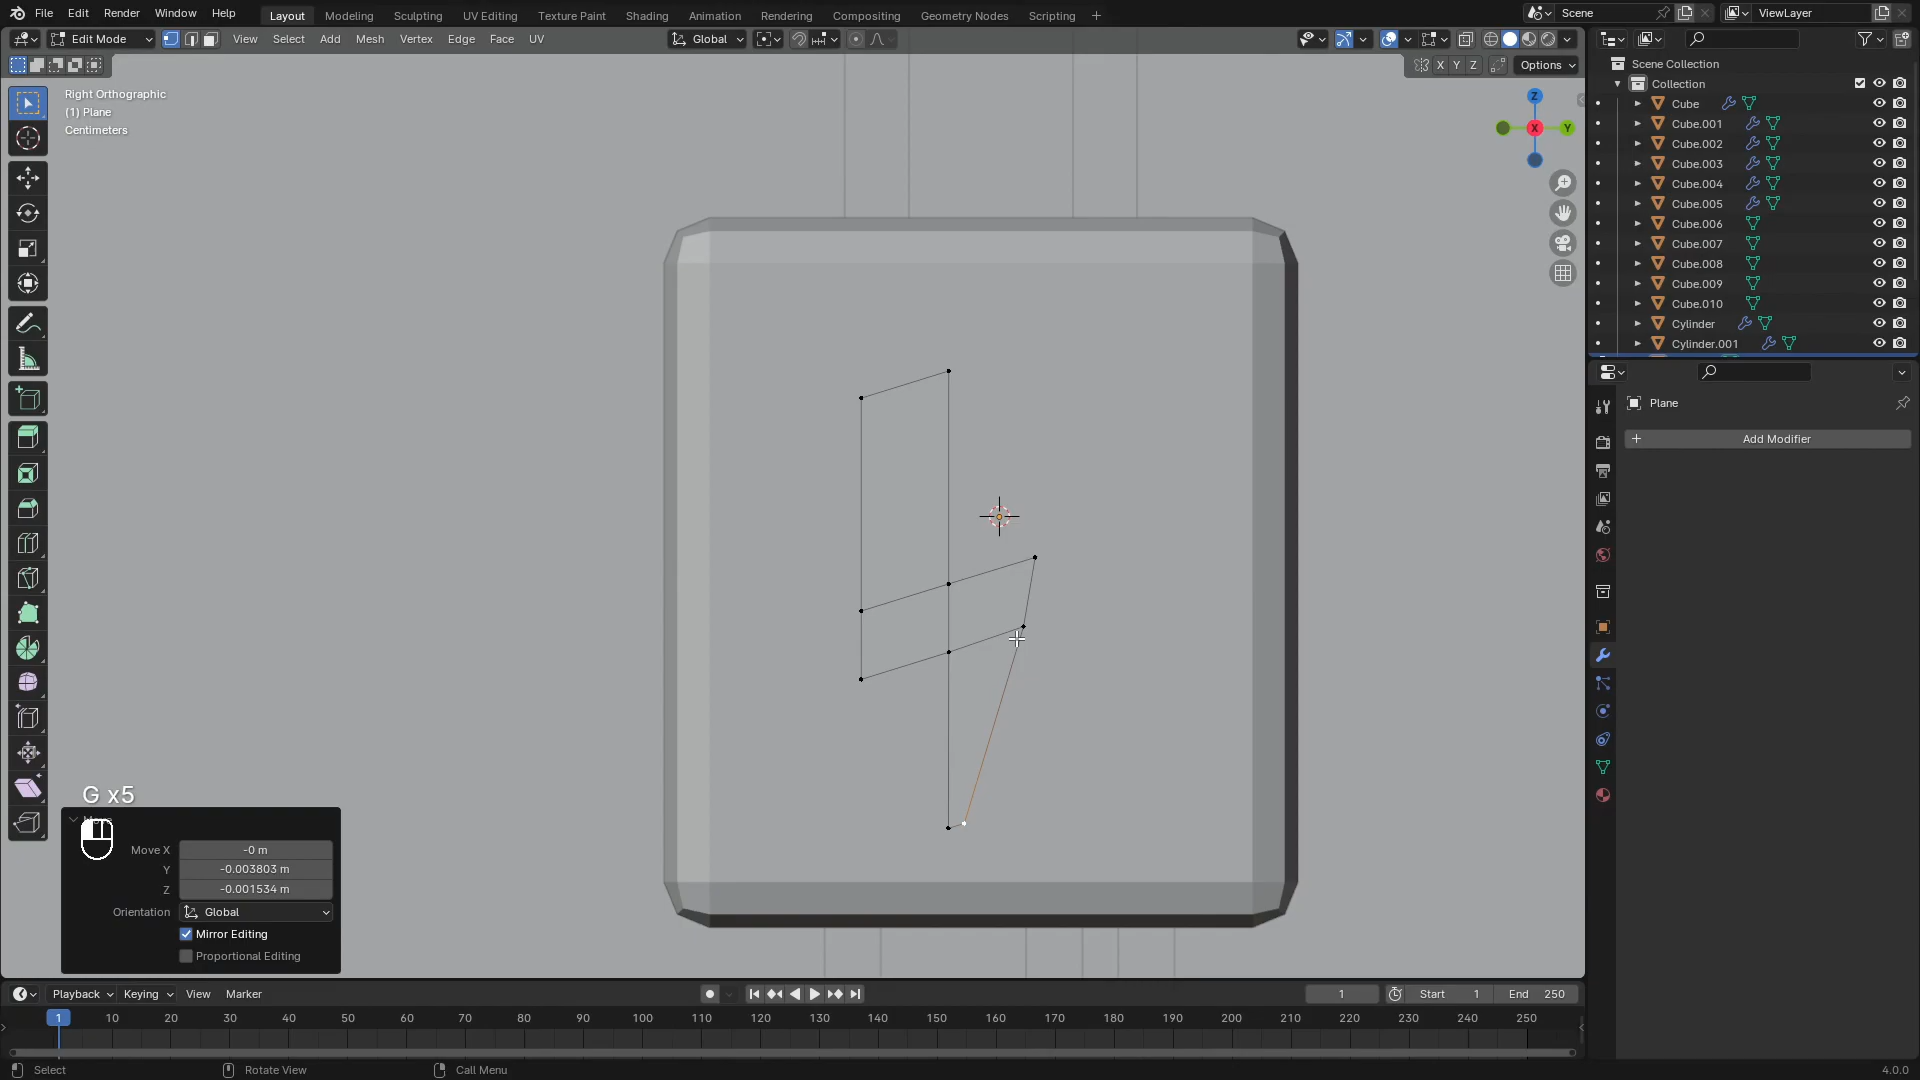 File Edit Render Window Help Layout Modeling Sculpting UV Editing Texture Paint Shading Animation Rendering Compositing Geometry Nodes Scripting + Scene ViewLayer
Edit Mode View Select Add Mesh Vertex Edge Face UV Global
X Y Z Options
Right Orthographic
(1) Plane
Centimeters
Z
X
Y
Scene Collection
Collection
Cube
Cube.001
Cube.002
Cube.003
Cube.004
Cube.005
Cube.006
Cube.007
Cube.008
Cube.009
Cube.010
Cylinder
Cylinder.001
Plane
+ Add Modifier
G x5
Move X -0 m
Y -0.003803 m
Z -0.001534 m
Orientation Global
Mirror Editing
Proportional Editing
Playback Keying View Marker 1 Start 1 End 250
1 10 20 30 40 50 60 70 80 90 100 110 120 130 140 150 160 170 180 190 200 210 220 230 240 250
Select Rotate View Call Menu 4.0.0